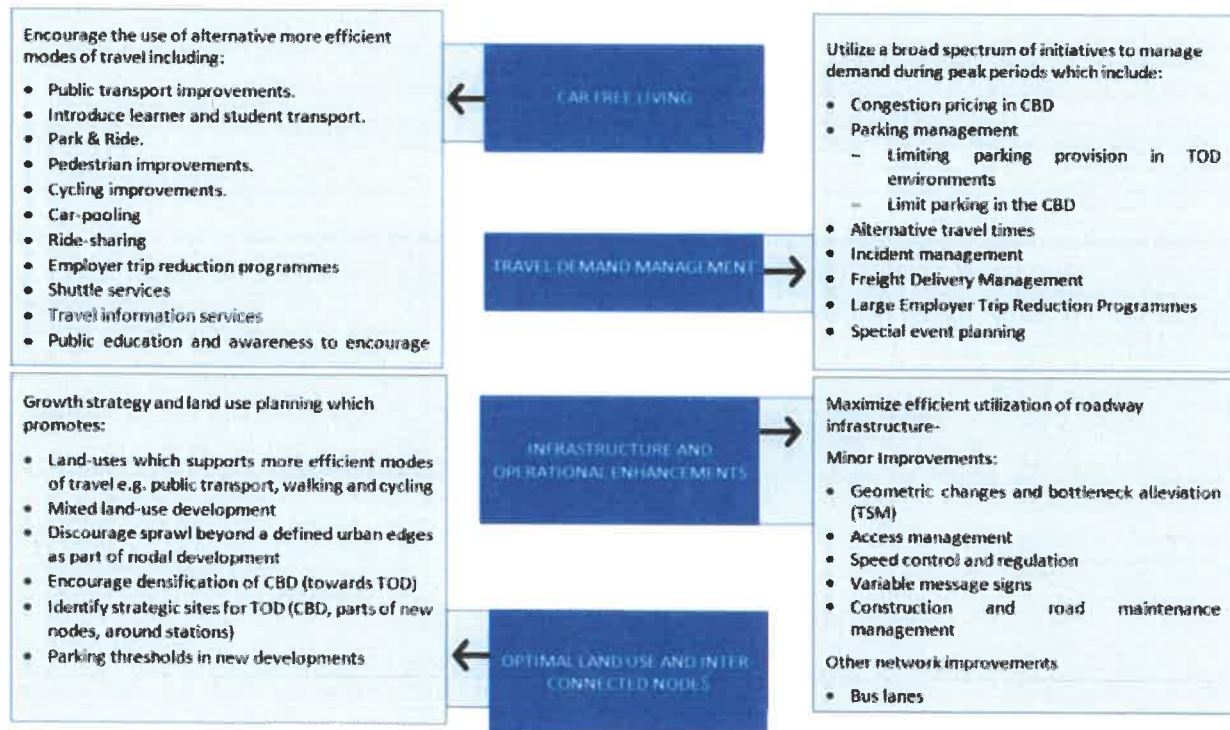 Encourage the use of alternative more efficient
modes of travel including:
• Public transport improvements.
• Introduce learner and student transport.
• Park & Ride.
• Pedestrian improvements.
• Cycling improvements.
• Car-pooling
• Ride-sharing
• Employer trip reduction programmes
• Shuttle services
• Travel information services
• Public education and awareness to encourage
CAR FREE LIVING
Utilize a broad spectrum of initiatives to manage
demand during peak periods which include:
• Congestion pricing in CBD
• Parking management
– Limiting parking provision in TOD
environments
– Limit parking in the CBD
• Alternative travel times
• Incident management
• Freight Delivery Management
• Large Employer Trip Reduction Programmes
• Special event planning
TRAVEL DEMAND MANAGEMENT
Growth strategy and land use planning which
promotes:
• Land-uses which supports more efficient modes
of travel e.g. public transport, walking and cycling
• Mixed land-use development
• Discourage sprawl beyond a defined urban edges
as part of nodal development
• Encourage densification of CBD (towards TOD)
• Identify strategic sites for TOD (CBD, parts of new
nodes, around stations)
• Parking thresholds in new developments
INFRASTRUCTURE AND
OPERATIONAL ENHANCEMENTS
Maximize efficient utilization of roadway
infrastructure-
Minor Improvements:
• Geometric changes and bottleneck alleviation
(TSM)
• Access management
• Speed control and regulation
• Variable message signs
• Construction and road maintenance
management
Other network improvements
• Bus lanes
OPTIMAL LAND USE AND INTER
CONNECTED NODES